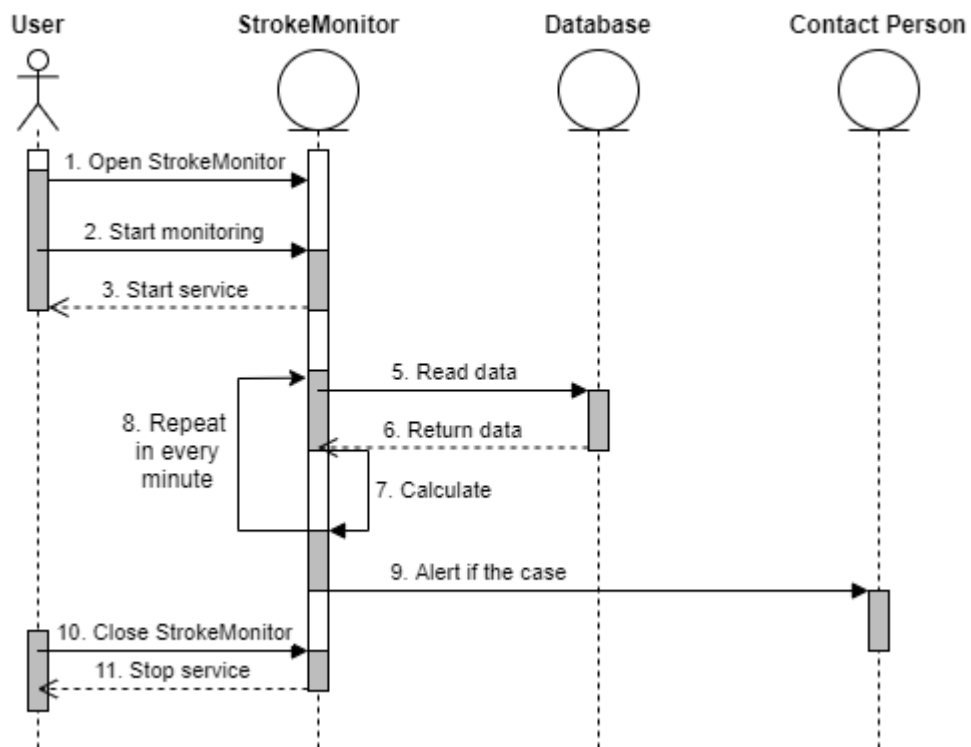 User
StrokeMonitor
Database
Contact Person
1. Open StrokeMonitor
2. Start monitoring
3. Start service
5. Read data
6. Return data
8. Repeat
in every
minute
7. Calculate
9. Alert if the case
10. Close StrokeMonitor
11. Stop service